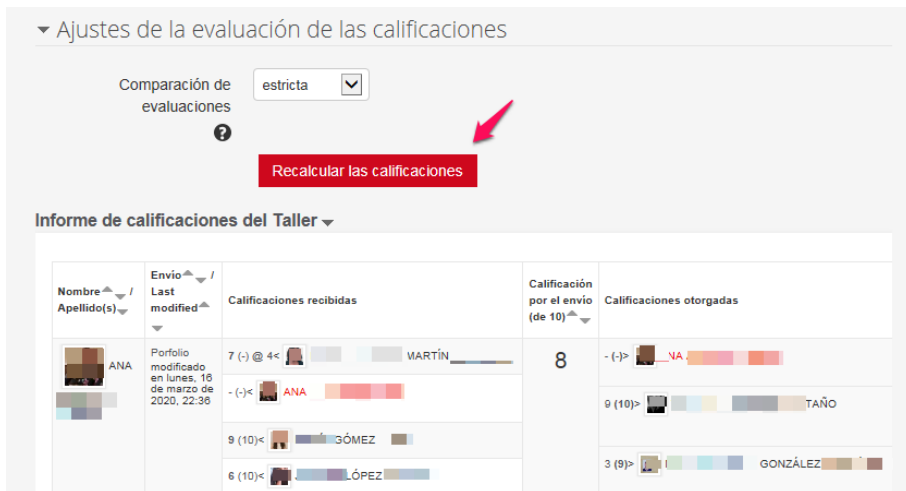 Ajustes de la evaluación de las calificaciones
Comparación de
evaluaciones
estricta
Recalcular las calificaciones
Informe de calificaciones del Taller
Nombre /
Apellido(s)
Envío /
Last
modified
Calificaciones recibidas
Calificación
por el envío
(de 10)
Calificaciones otorgadas
ANA
Porfolio
modificado
en lunes, 16
de marzo de
2020, 22:36
7 (-) @ 4< MARTÍN
- (-)< ANA
9 (10)< GÓMEZ
6 (10)< LÓPEZ
8
- (-)>
9 (10)> TAÑO
3 (9)> GONZÁLEZ